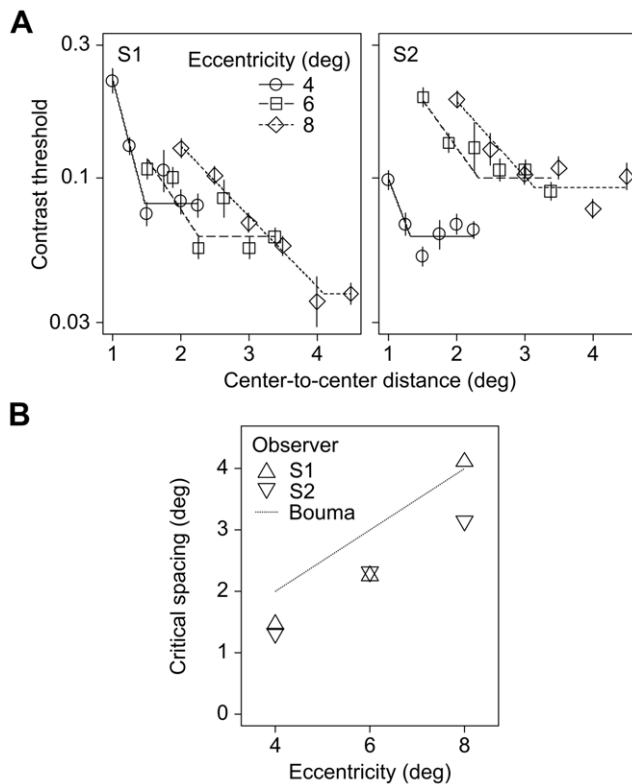 A
S1
Eccentricity (deg)
4
6
8
S2
0.3
0.1
0.03
Contrast threshold
1 2 3 4
1 2 3 4
Center-to-center distance (deg)
B
Observer
S1
S2
Bouma
4
3
2
1
0
Critical spacing (deg)
4 6 8
Eccentricity (deg)